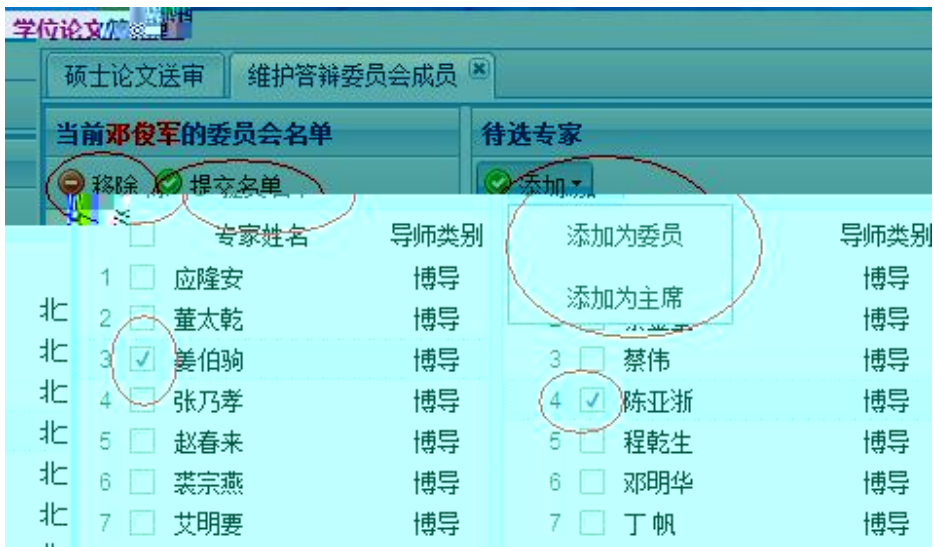 学位论文
硕士论文送审 维护答辩委员会成员
当前邓俊军的委员会名单 待选专家
移除 提交名单 添加
专家姓名 导师类别 添加为委员 导师类别
1 应隆安 博导 添加为主席 博导
北 2 董太乾 博导 博导
北 3 姜伯驹 博导 3 蔡伟 博导
北 4 张乃孝 博导 4 陈亚浙 博导
北 5 赵春来 博导 5 程乾生 博导
北 6 裘宗燕 博导 6 邓明华 博导
北 7 艾明要 博导 7 丁帆 博导